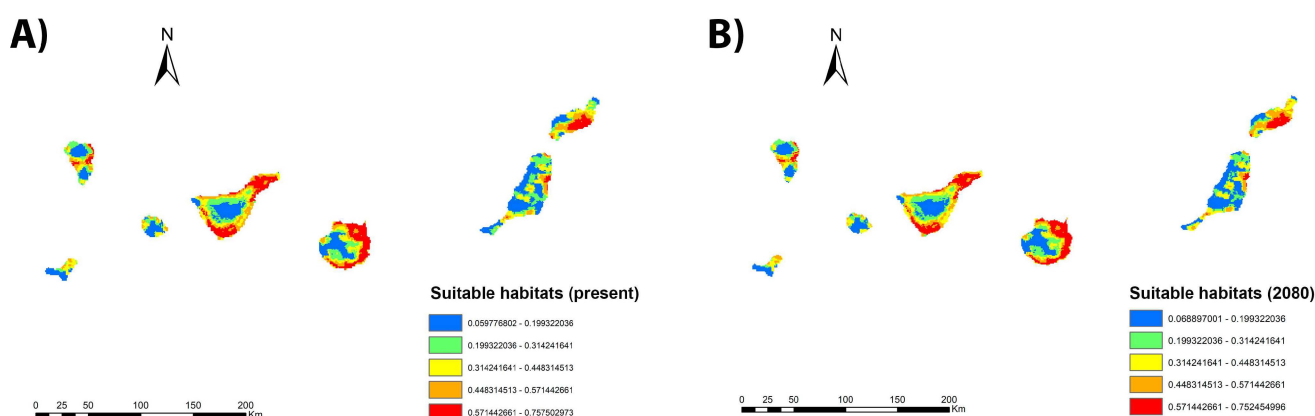 A)
N
Suitable habitats (present)
0.059776802 - 0.199322036
0.199322036 - 0.314241641
0.314241641 - 0.448314513
0.448314513 - 0.571442661
0.571442661 - 0.757502973
0 25 50 100 150 200
Km
B)
N
Suitable habitats (2080)
0.068897001 - 0.199322036
0.199322036 - 0.314241641
0.314241641 - 0.448314513
0.448314513 - 0.571442661
0.571442661 - 0.752454996
0 25 50 100 150 200
Km